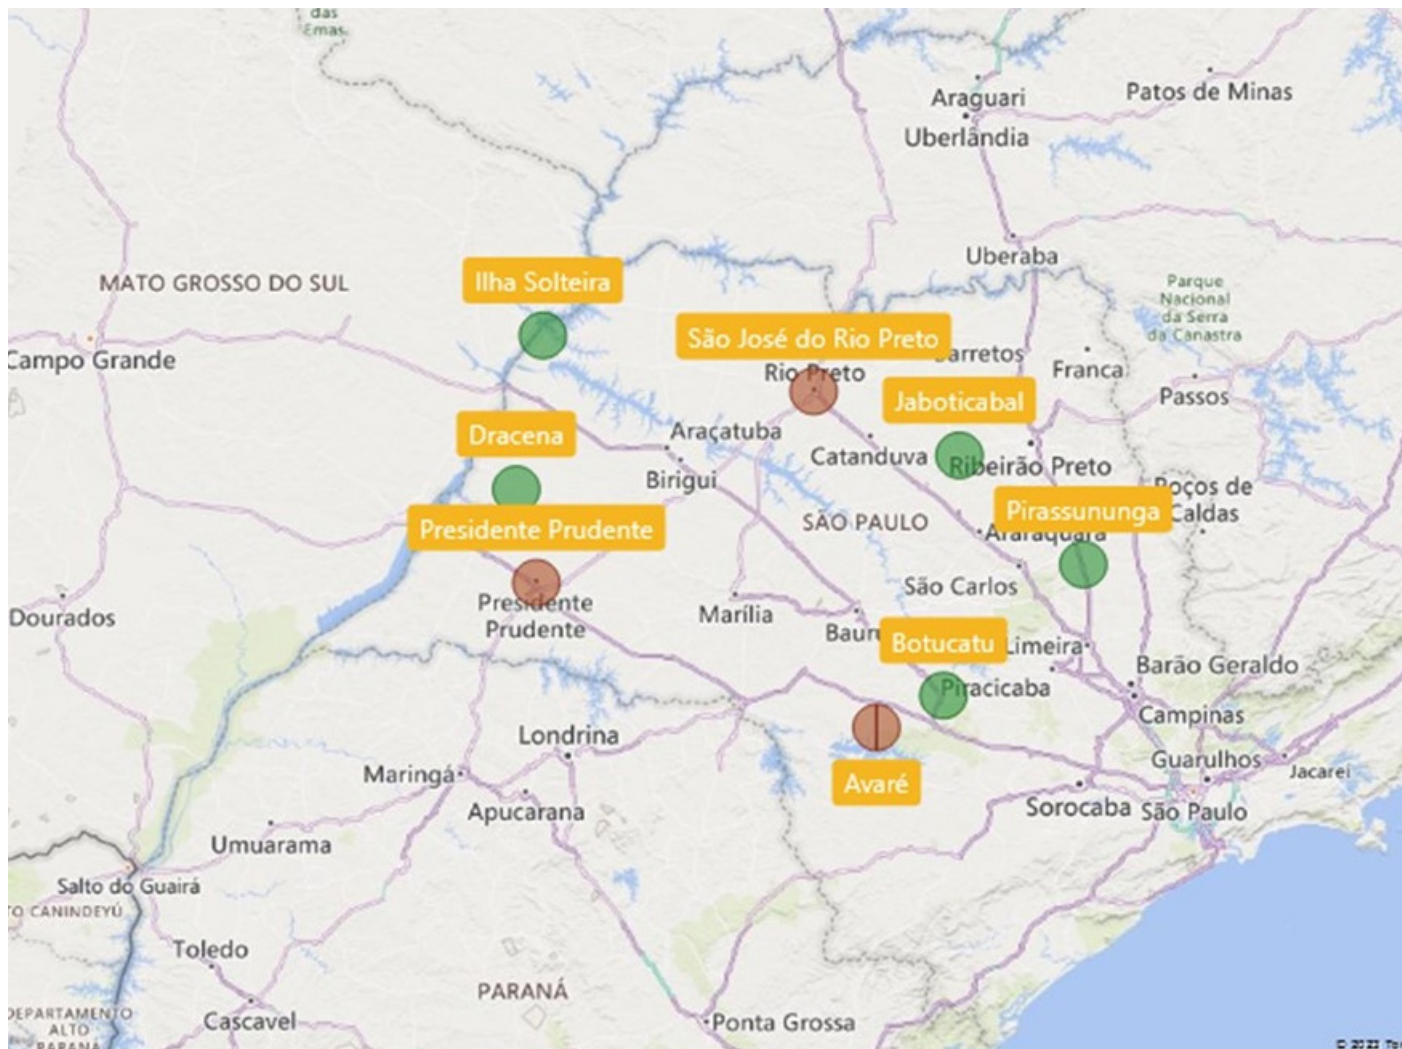 das
Emas
Araguari
Patos de Minas
Uberlândia
Uberaba
MATO GROSSO DO SUL
Ilha Solteira
Parque
Nacional
da Serra
da Canastra
São José do Rio Preto
Campo Grande
Rio Preto
Franca
Passos
Jaboticabal
Dracena
Araçatuba
Catanduva
Ribeirão Preto
Birigui
Poços de
Caldas
Presidente Prudente
SÃO PAULO
Pirassununga
Araraquara
São Carlos
Presidente
Prudente
Dourados
Marília
Botucatu
Limeira
Barão Geraldo
Piracicaba
Campinas
Londrina
Guarulhos
Maringá
Avaré
Jacareí
Apucarana
Sorocaba
São Paulo
Umuarama
Salto do Guairá
CANINDEYÚ
Toledo
PARANÁ
DEPARTAMENTO
ALTO
PARANÁ
Cascavel
Ponta Grossa